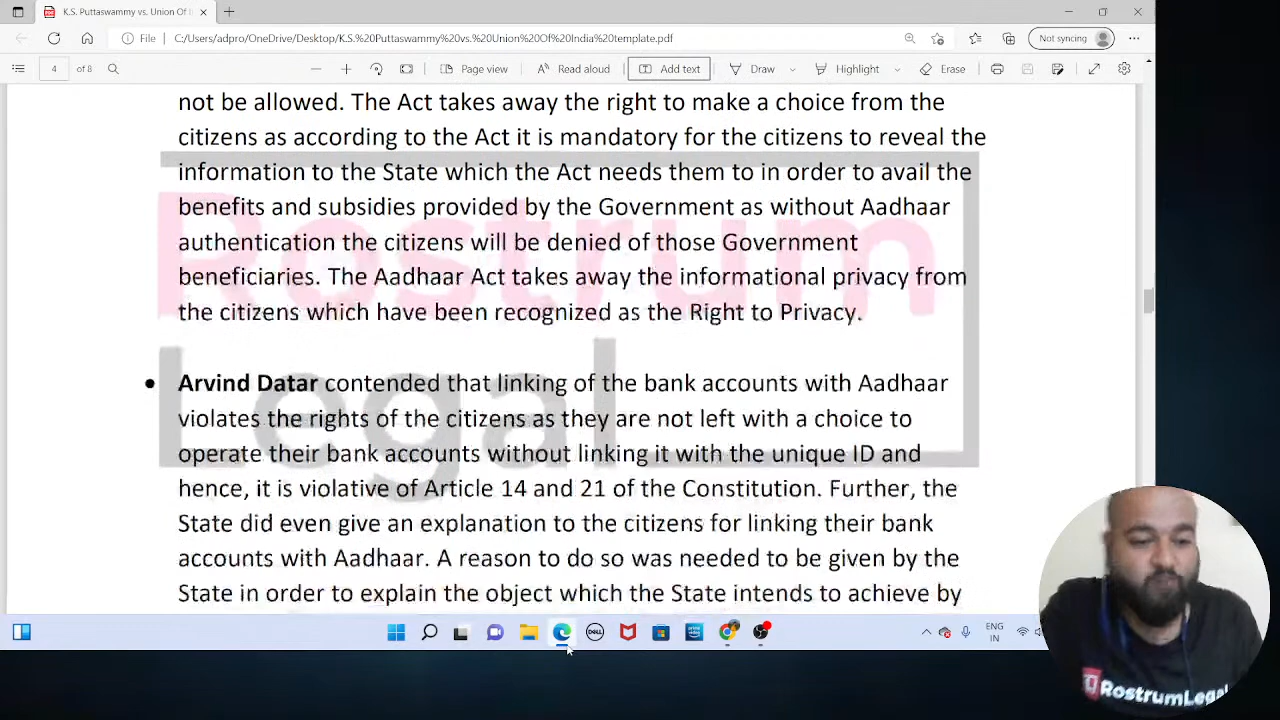 K.S. Puttaswammy vs. Union Of I
File
C:/Users/adpro/OneDrive/Desktop/K.S.%20Puttaswammy%20vs.%20Union%20Of%20India%20template.pdf
Not syncing
4 of 8
Page view
Read aloud
Add text
Draw
Highlight
Erase
not be allowed. The Act takes away the right to make a choice from the
citizens as according to the Act it is mandatory for the citizens to reveal the
information to the State which the Act needs them to in order to avail the
benefits and subsidies provided by the Government as without Aadhaar
authentication the citizens will be denied of those Government
beneficiaries. The Aadhaar Act takes away the informational privacy from
the citizens which have been recognized as the Right to Privacy.
Rostrum
Legal
• Arvind Datar contended that linking of the bank accounts with Aadhaar
violates the rights of the citizens as they are not left with a choice to
operate their bank accounts without linking it with the unique ID and
hence, it is violative of Article 14 and 21 of the Constitution. Further, the
State did even give an explanation to the citizens for linking their bank
accounts with Aadhaar. A reason to do so was needed to be given by the
State in order to explain the object which the State intends to achieve by
DELL
prime video
ENG
IN
RostrumLegal